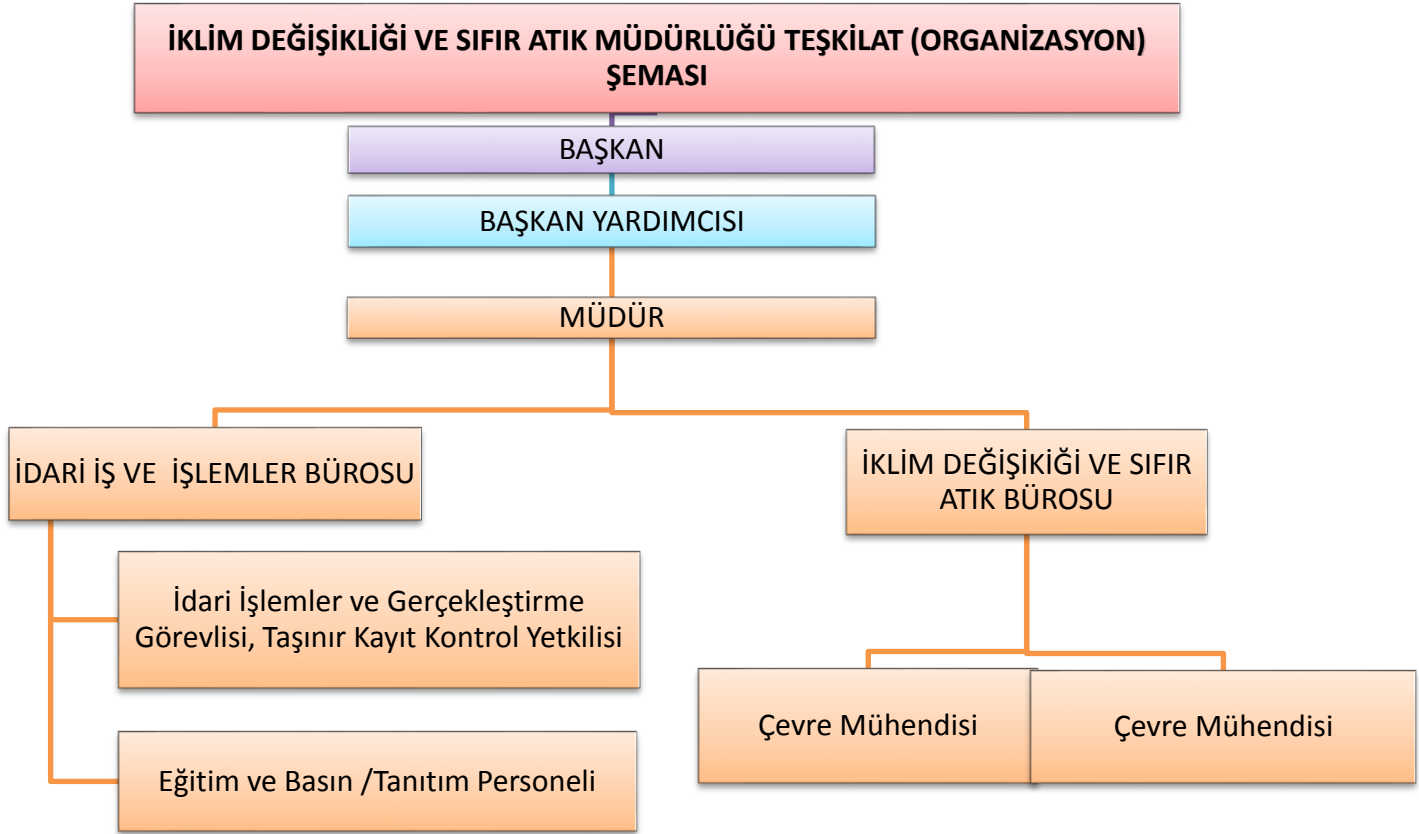 İKLİM DEĞİŞİKLİĞİ VE SIFIR ATIK MÜDÜRLÜĞÜ TEŞKİLAT (ORGANİZASYON)
ŞEMASI
BAŞKAN
BAŞKAN YARDIMCISI
MÜDÜR
İDARİ İŞ VE İŞLEMLER BÜROSU
İdari İşlemler ve Gerçekleştirme
Görevlisi, Taşınır Kayıt Kontrol Yetkilisi
Eğitim ve Basın /Tanıtım Personeli
İKLİM DEĞİŞİKİĞİ VE SIFIR
ATIK BÜROSU
Çevre Mühendisi
Çevre Mühendisi